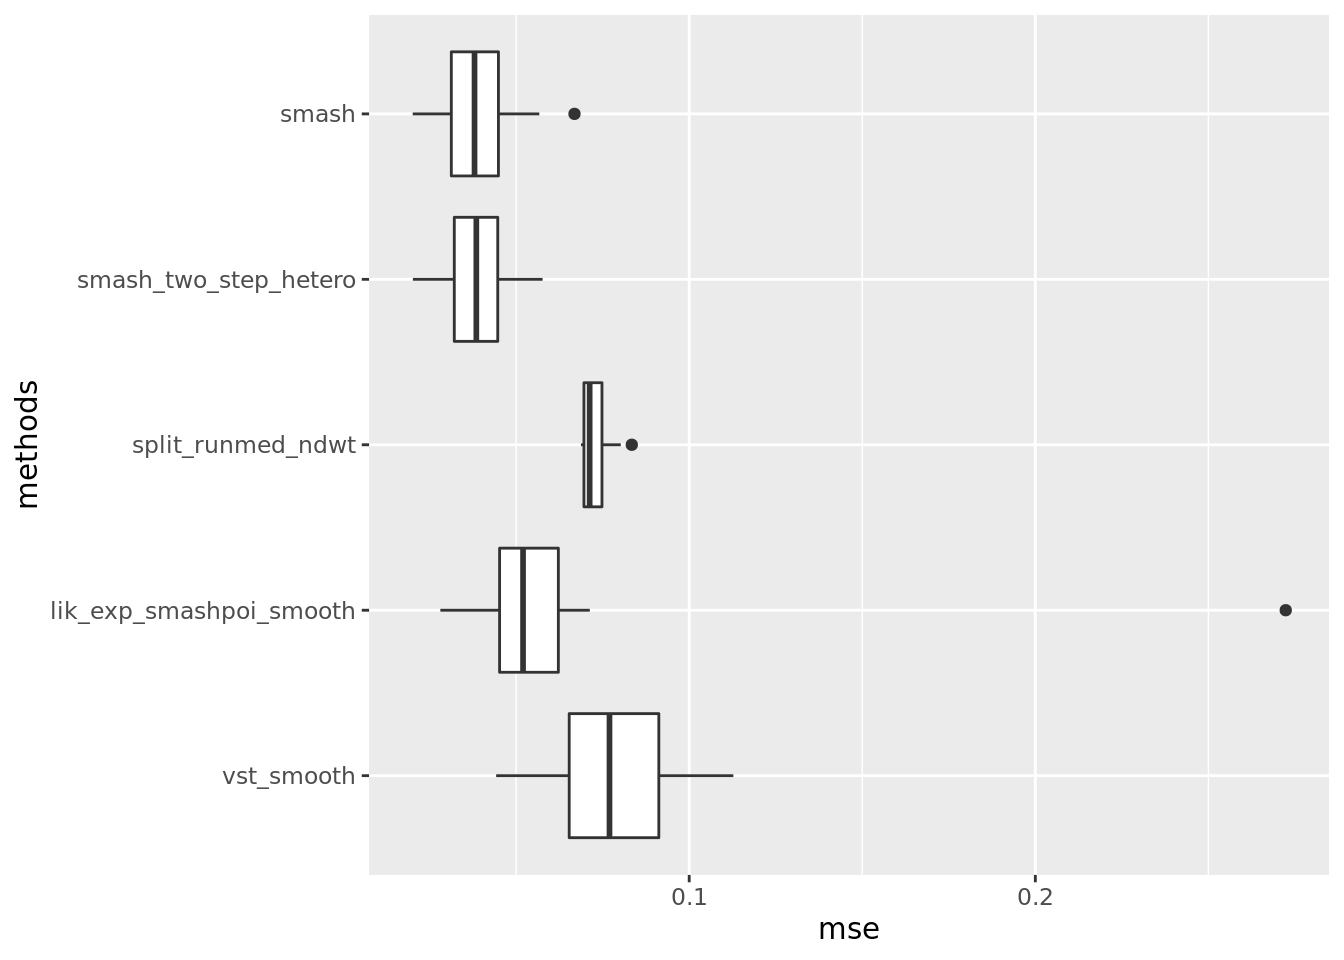 smash
smash_two_step_hetero
split_runmed_ndwt
lik_exp_smashpoi_smooth
vst_smooth
methods
0.1
0.2
mse